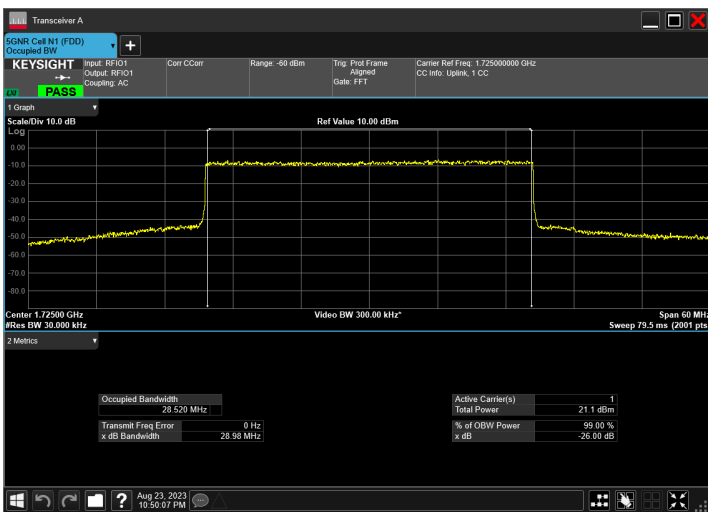 Transceiver A
5GNR Cell N1 (FDD)
Occupied BW
KEYSIGHT
LXI
PASS
Input: RFIO1
Output: RFIO1
Coupling: AC
Corr CCorr
Range: -60 dBm
Trig: Prot Frame
Aligned
Gate: FFT
Carrier Ref Freq: 1.725000000 GHz
CC Info: Uplink, 1 CC
1 Graph
Scale/Div 10.0 dB
Ref Value 10.00 dBm
Log
0.00
-10.0
-20.0
-30.0
-40.0
-50.0
-60.0
-70.0
-80.0
Center 1.72500 GHz
Video BW 300.00 kHz*
Span 60 MHz
#Res BW 30.000 kHz
Sweep 79.5 ms (2001 pts
2 Metrics
Occupied Bandwidth
28.520 MHz
Transmit Freq Error 0 Hz
x dB Bandwidth 28.98 MHz
Active Carrier(s) 1
Total Power 21.1 dBm
% of OBW Power 99.00 %
x dB -26.00 dB
?
Aug 23, 2023
10:50:07 PM